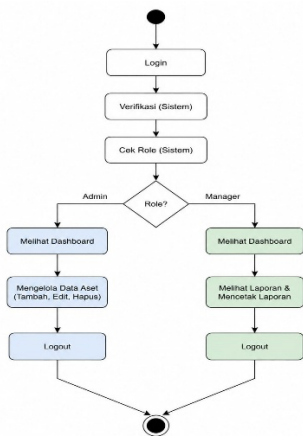 Login
Verifikasi (Sistem)
Cek Role (Sistem)
Role?
Admin
Manager
Melihat Dashboard
Mengelola Data Aset
(Tambah, Edit, Hapus)
Logout
Melihat Dashboard
Melihat Laporan &
Mencetak Laporan
Logout